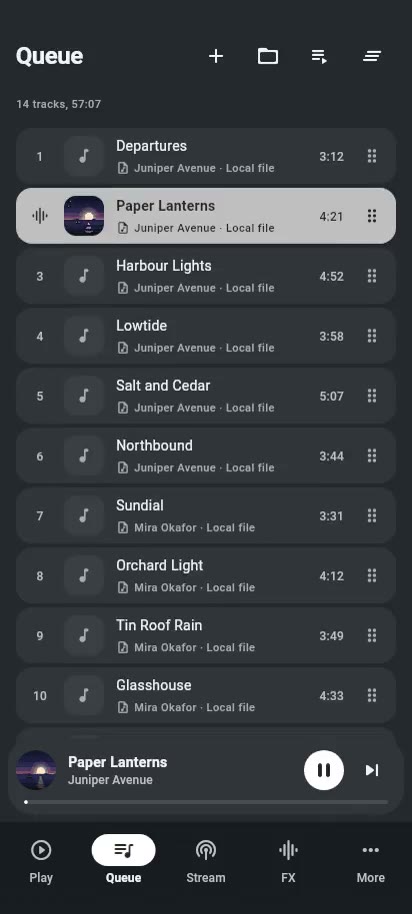 Queue
14 tracks, 57:07
1 Departures 3:12
Juniper Avenue · Local file
Paper Lanterns 4:21
Juniper Avenue · Local file
3 Harbour Lights 4:52
Juniper Avenue · Local file
4 Lowtide 3:58
Juniper Avenue · Local file
5 Salt and Cedar 5:07
Juniper Avenue · Local file
6 Northbound 3:44
Juniper Avenue · Local file
7 Sundial 3:31
Mira Okafor · Local file
8 Orchard Light 4:12
Mira Okafor · Local file
9 Tin Roof Rain 3:49
Mira Okafor · Local file
10 Glasshouse 4:33
Mira Okafor · Local file
Paper Lanterns
Juniper Avenue
Play Queue Stream FX More